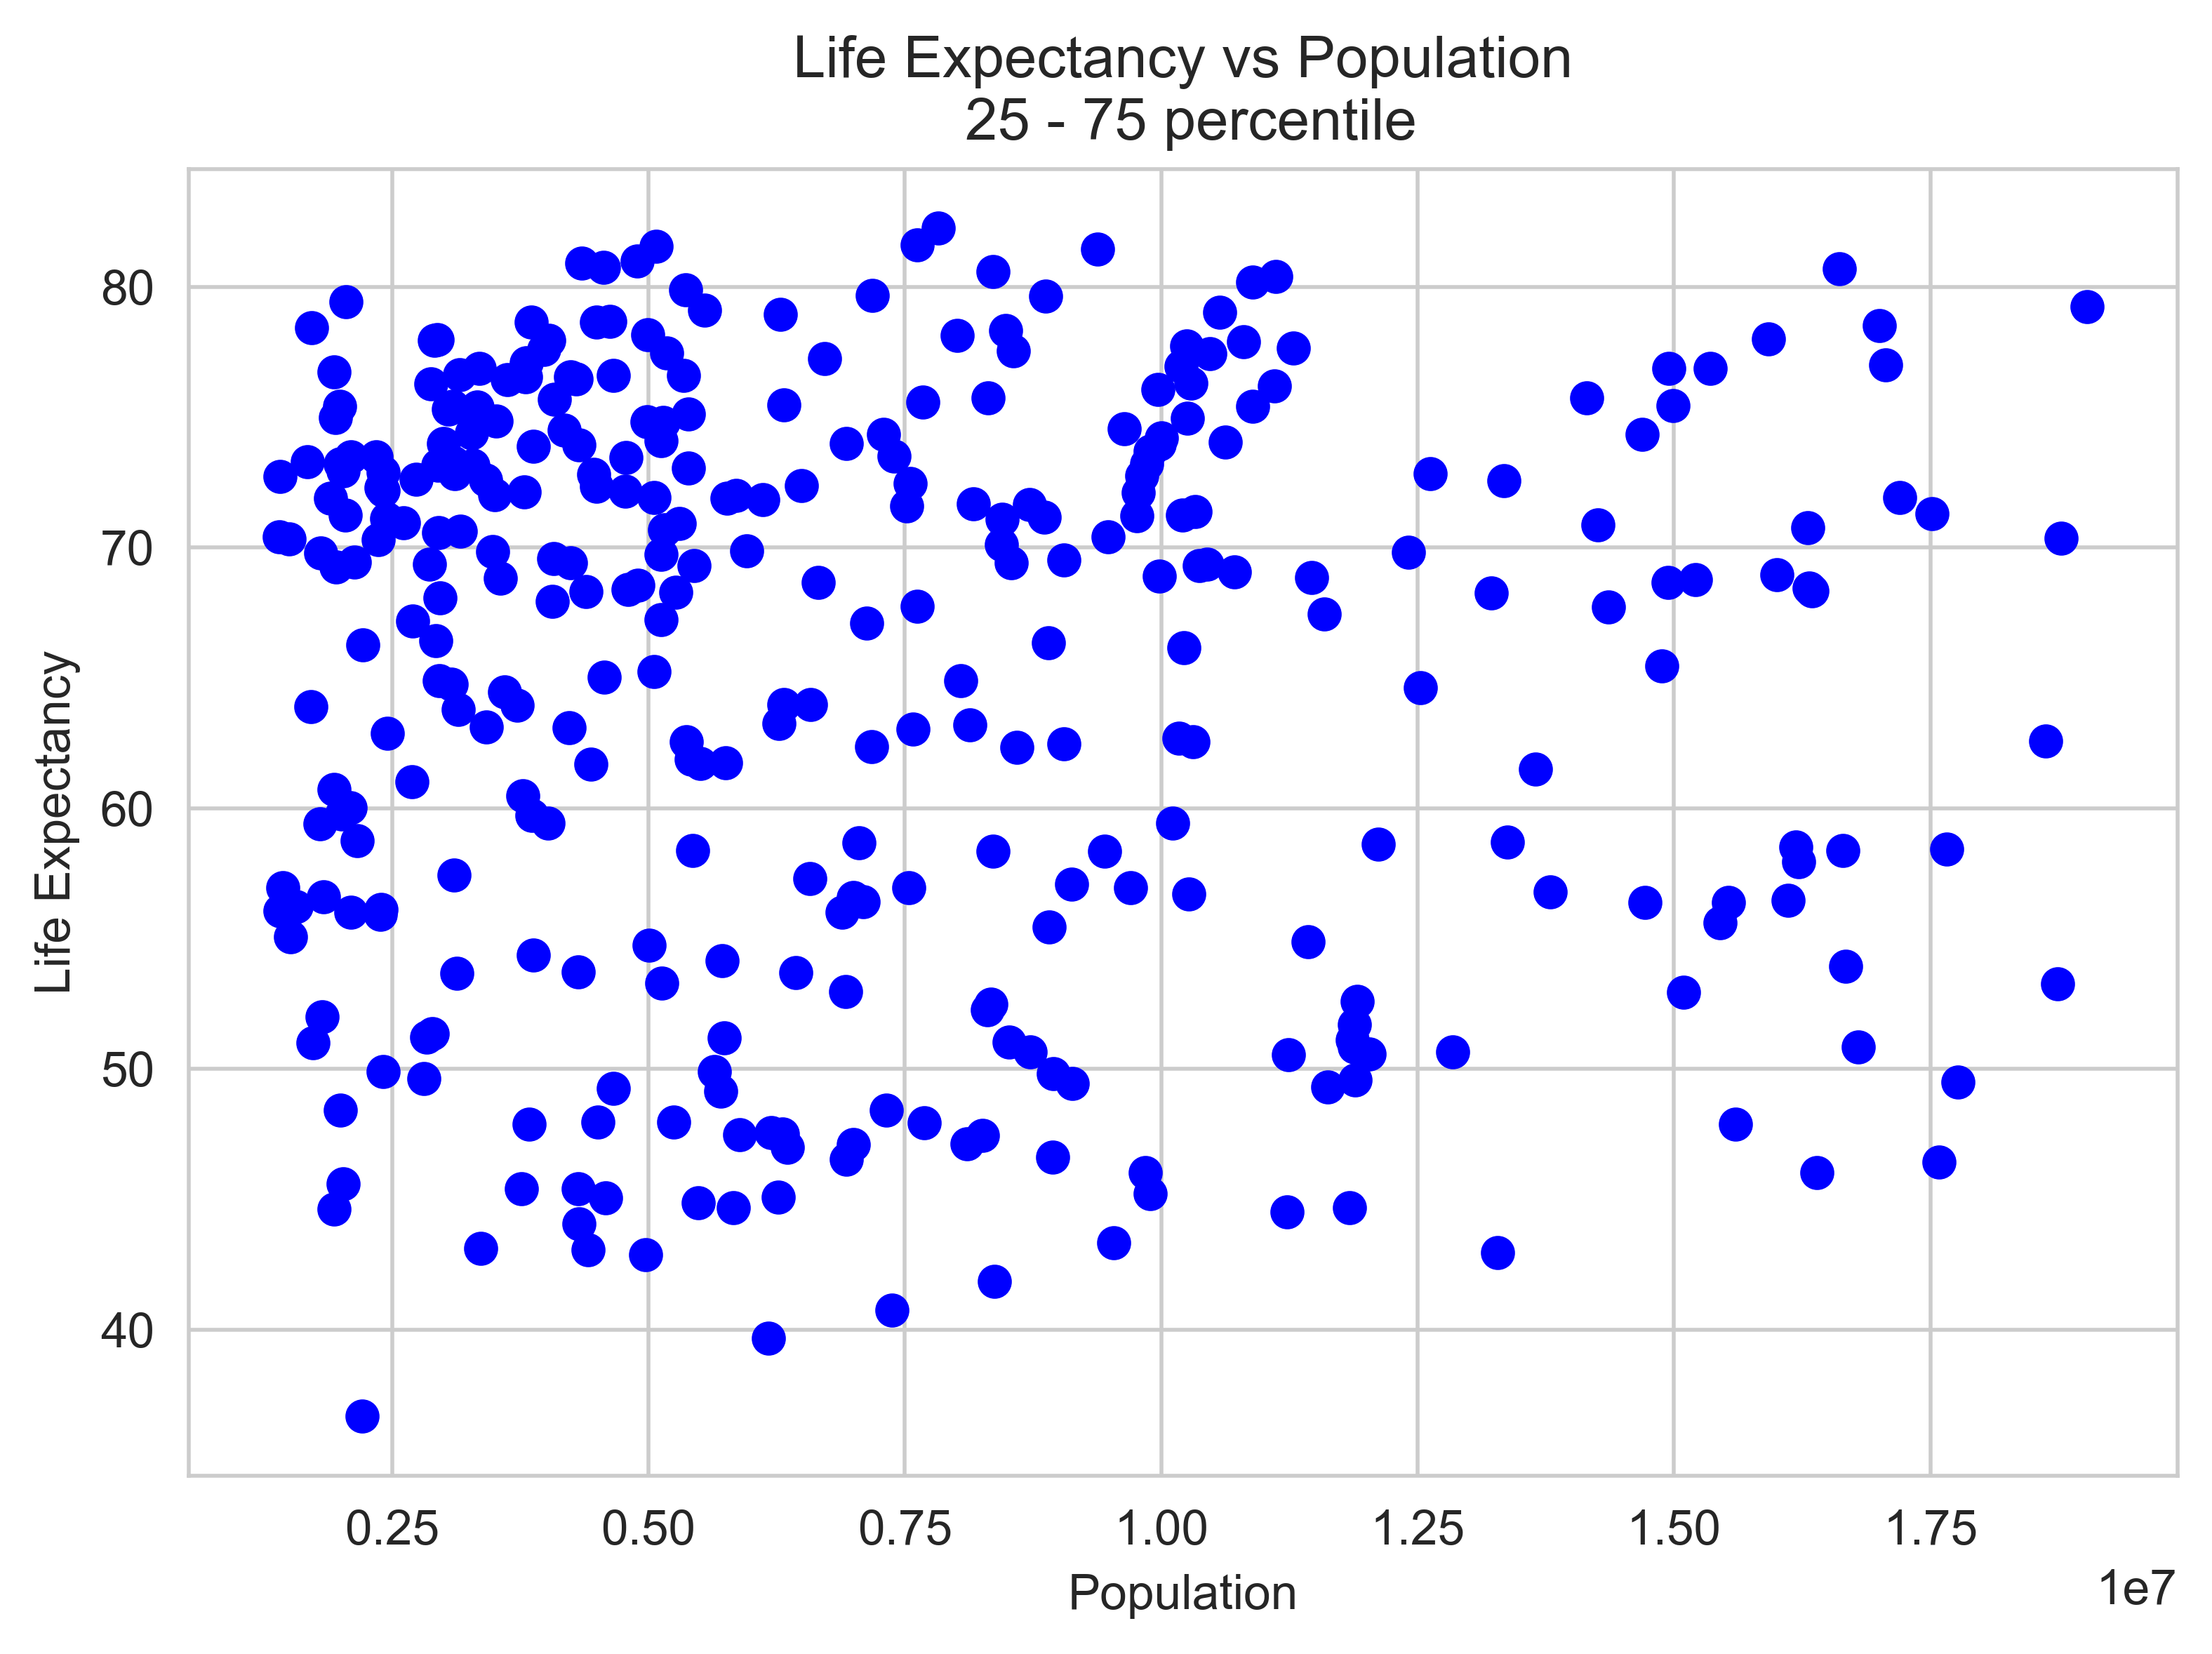 Life Expectancy vs Population
25 - 75 percentile
80
70
60
50
40
Life Expectancy
0.25 0.50 0.75 1.00 1.25 1.50 1.75
1e7
Population